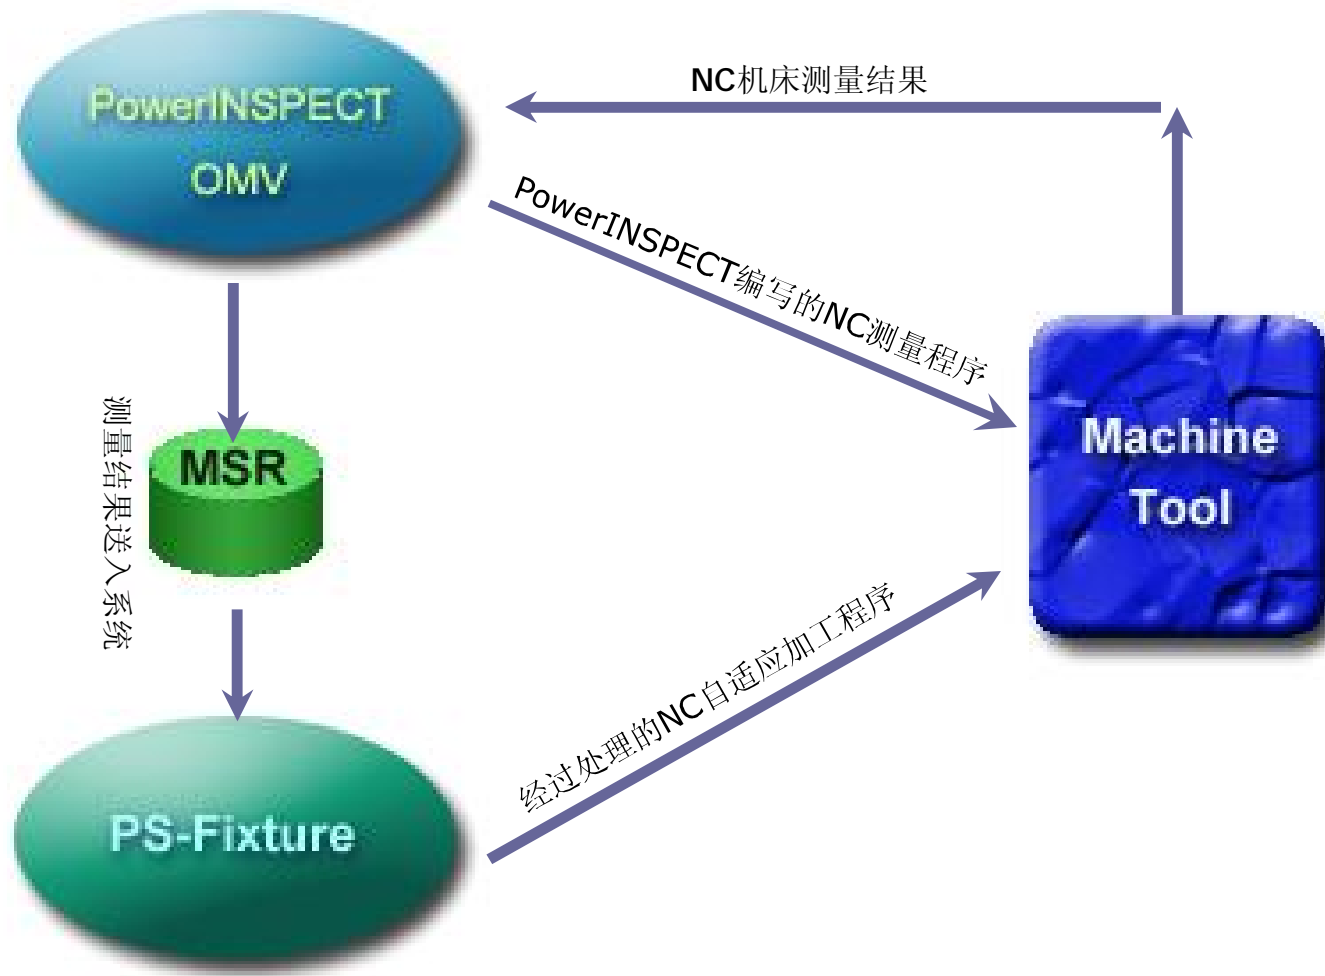 PowerINSPECT
OMV
NC机床测量结果
PowerINSPECT编写的NC测量程序
Machine
Tool
测量结果送入系统
MSR
经过处理的NC自适应加工程序
PS-Fixture